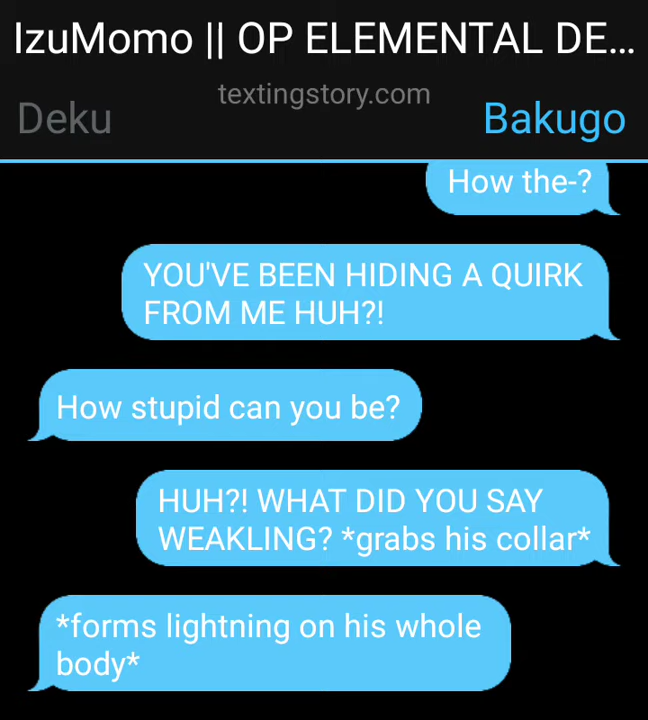 IzuMomo || OP ELEMENTAL DE...
textingstory.com
Deku
Bakugo
How the-?
YOU'VE BEEN HIDING A QUIRK
FROM ME HUH?!
How stupid can you be?
HUH?! WHAT DID YOU SAY
WEAKLING? *grabs his collar*
*forms lightning on his whole
body*